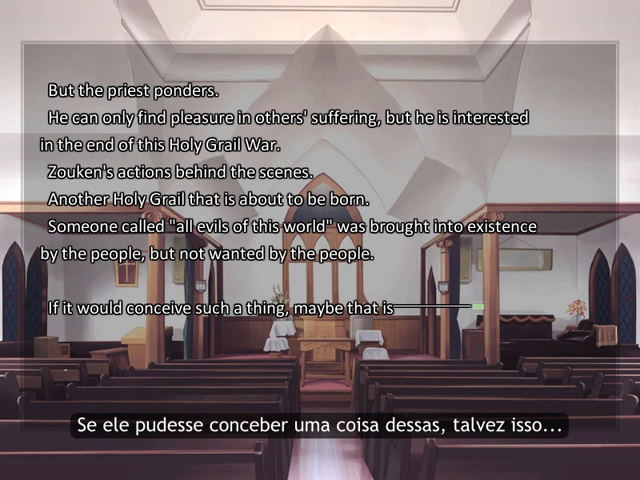 But the priest ponders.
He can only find pleasure in others' suffering, but he is interested
in the end of this Holy Grail War.
Zouken's actions behind the scenes.
Another Holy Grail that is about to be born.
Someone called "all evils of this world" was brought into existence
by the people, but not wanted by the people.
If it would conceive such a thing, maybe that is————
Se ele pudesse conceber uma coisa dessas, talvez isso...